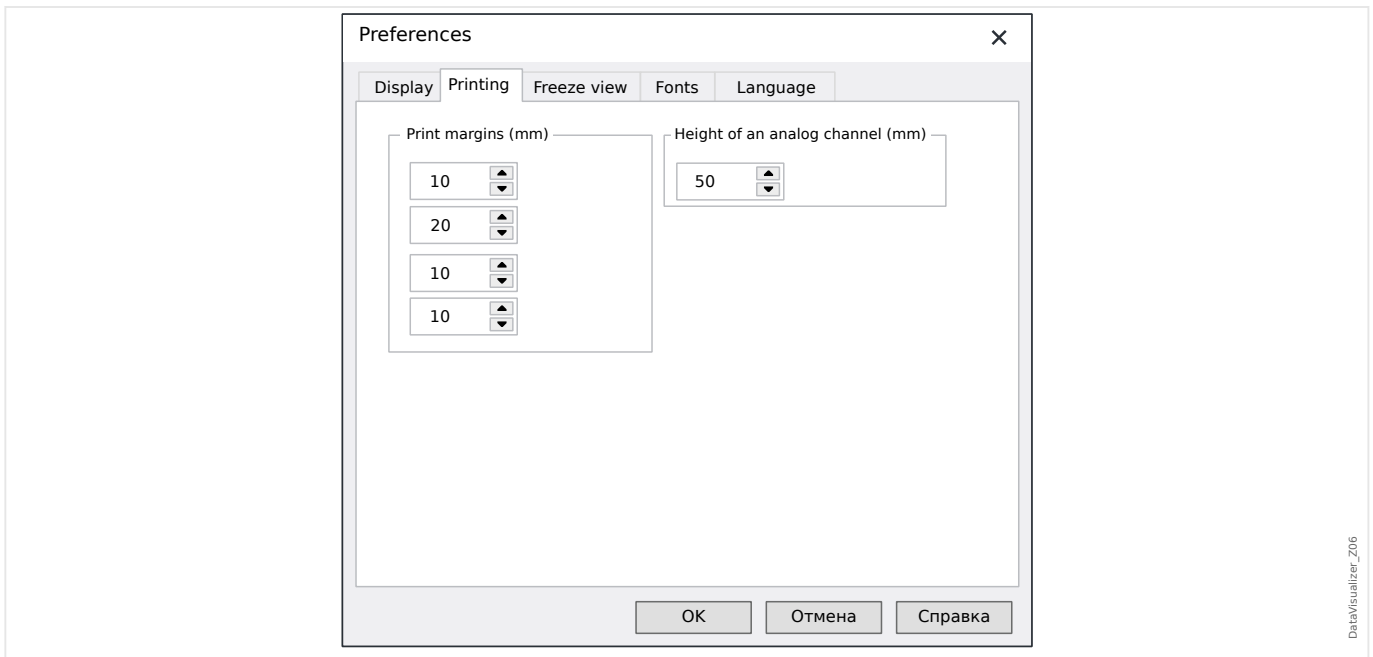 Preferences
Display Printing Freeze view Fonts Language
Print margins (mm) Height of an analog channel (mm)
10 50
20
10
10
OK Отмена Справка
DataVisualizer_Z06